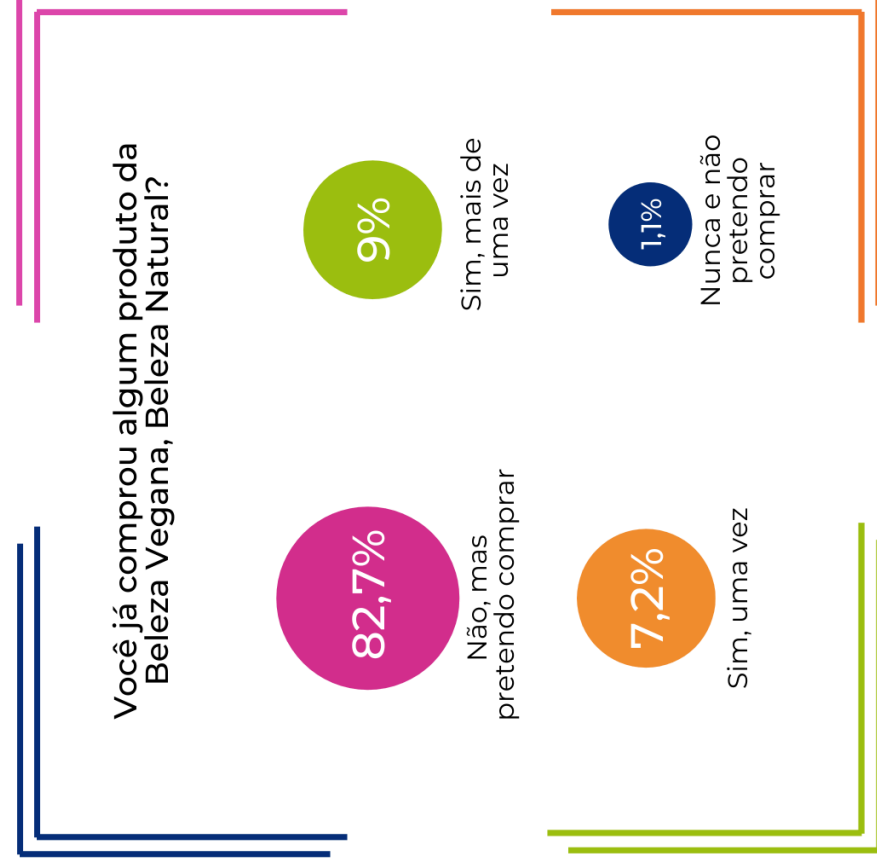 Você já comprou algum produto da
Beleza Vegana, Beleza Natural?
82,7%
Não, mas
pretendo comprar
9%
Sim, mais de
uma vez
7,2%
Sim, uma vez
1,1%
Nunca e não
pretendo
comprar